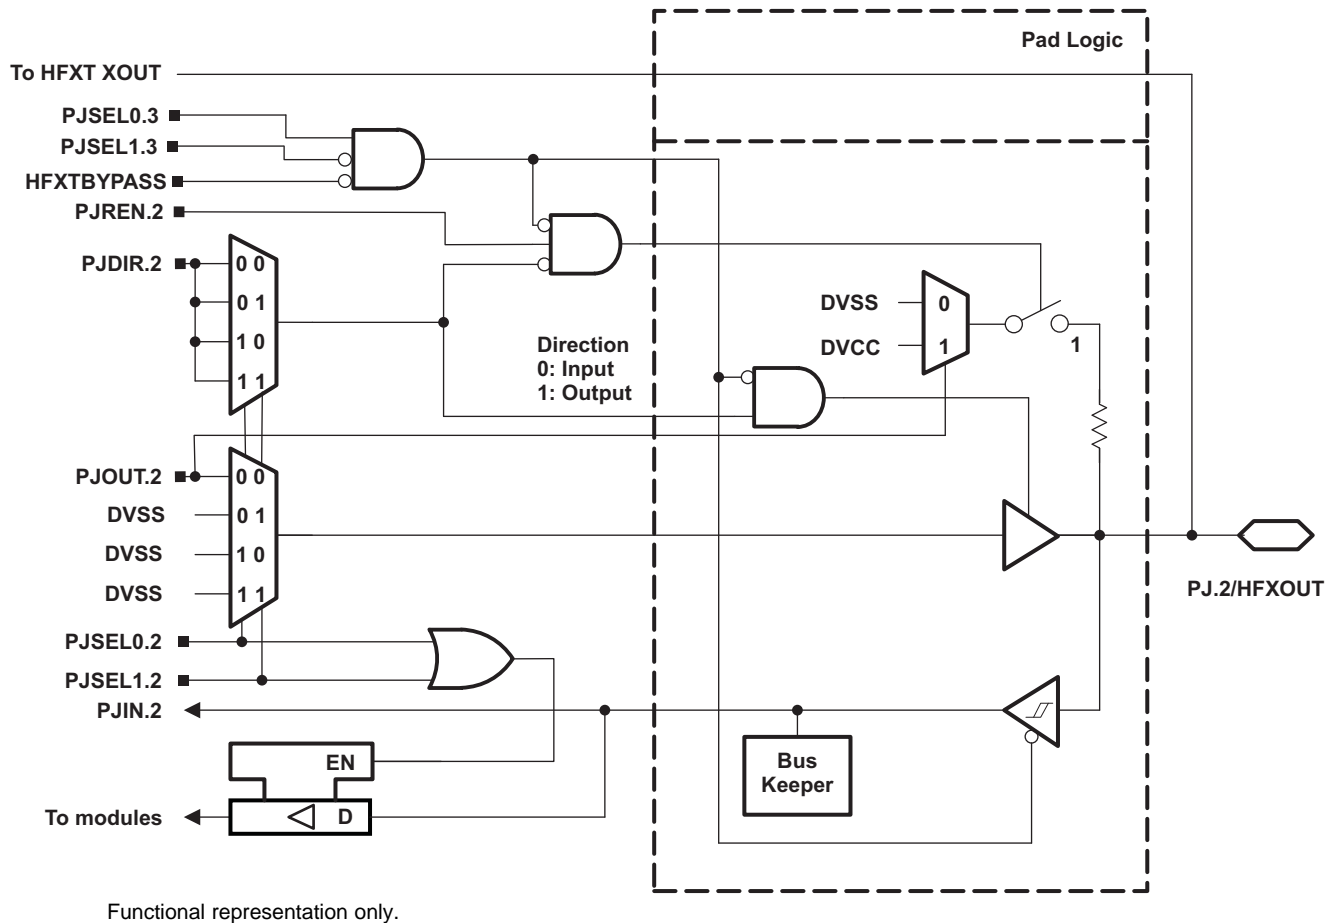 Pad Logic
To HFXT XOUT
PJSEL0.3
PJSEL1.3
HFXTBYPASS
PJREN.2
PJDIR.2
0 0
0 1
1 0
1 1
Direction
0: Input
1: Output
DVSS
0
DVCC
1
1
PJOUT.2
0 0
DVSS
0 1
DVSS
1 0
DVSS
1 1
PJ.2/HFXOUT
PJSEL0.2
PJSEL1.2
PJIN.2
Bus
Keeper
EN
To modules
D
Functional representation only.